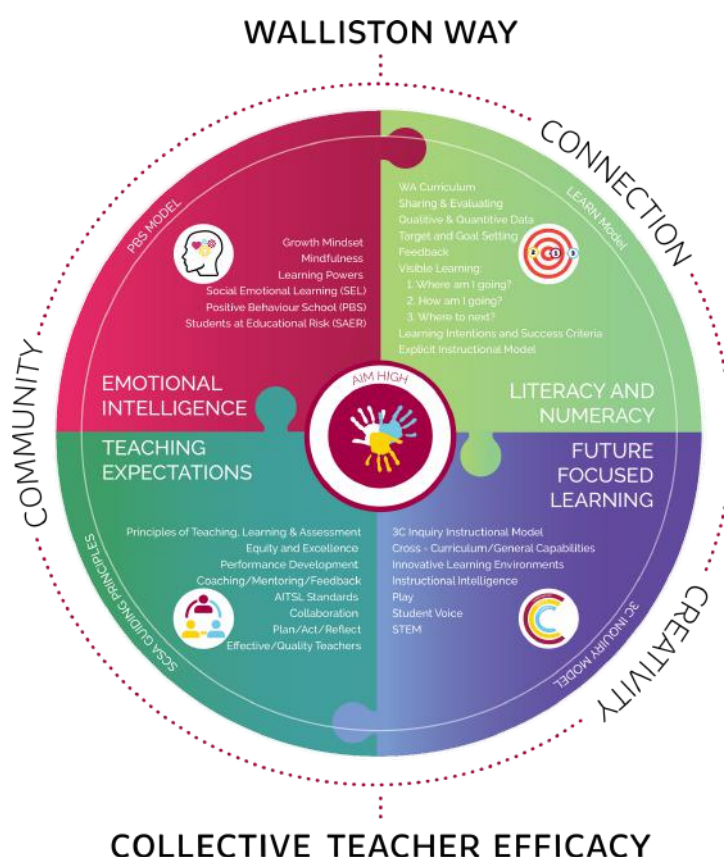 WALLISTON WAY
CONNECTION
COMMUNITY
CREATIVITY
PBS MODEL
Growth Mindset
Mindfulness
Learning Powers
Social Emotional Learning (SEL)
Positive Behaviour School (PBS)
Students at Educational Risk (SAER)
EMOTIONAL
INTELLIGENCE
LEARN Model
WA Curriculum
Sharing & Evaluating
Qualitive & Quantitive Data
Target and Goal Setting
Feedback
Visible Learning:
1. Where am I going?
2. How am I going?
3. Where to next?
Learning Intentions and Success Criteria
Explicit Instructional Model
LITERACY AND
NUMERACY
AIM HIGH
TEACHING
EXPECTATIONS
Principles of Teaching, Learning & Assessment
Equity and Excellence
Performance Development
Coaching/Mentoring/Feedback
AITSL Standards
Collaboration
Plan/Act/Reflect
Effective/Quality Teachers
SCSA GUIDING PRINCIPLES
FUTURE
FOCUSED
LEARNING
3C Inquiry Instructional Model
Cross - Curriculum/General Capabilities
Innovative Learning Environments
Instructional Intelligence
Play
Student Voice
STEM
3C INQUIRY MODEL
COLLECTIVE TEACHER EFFICACY